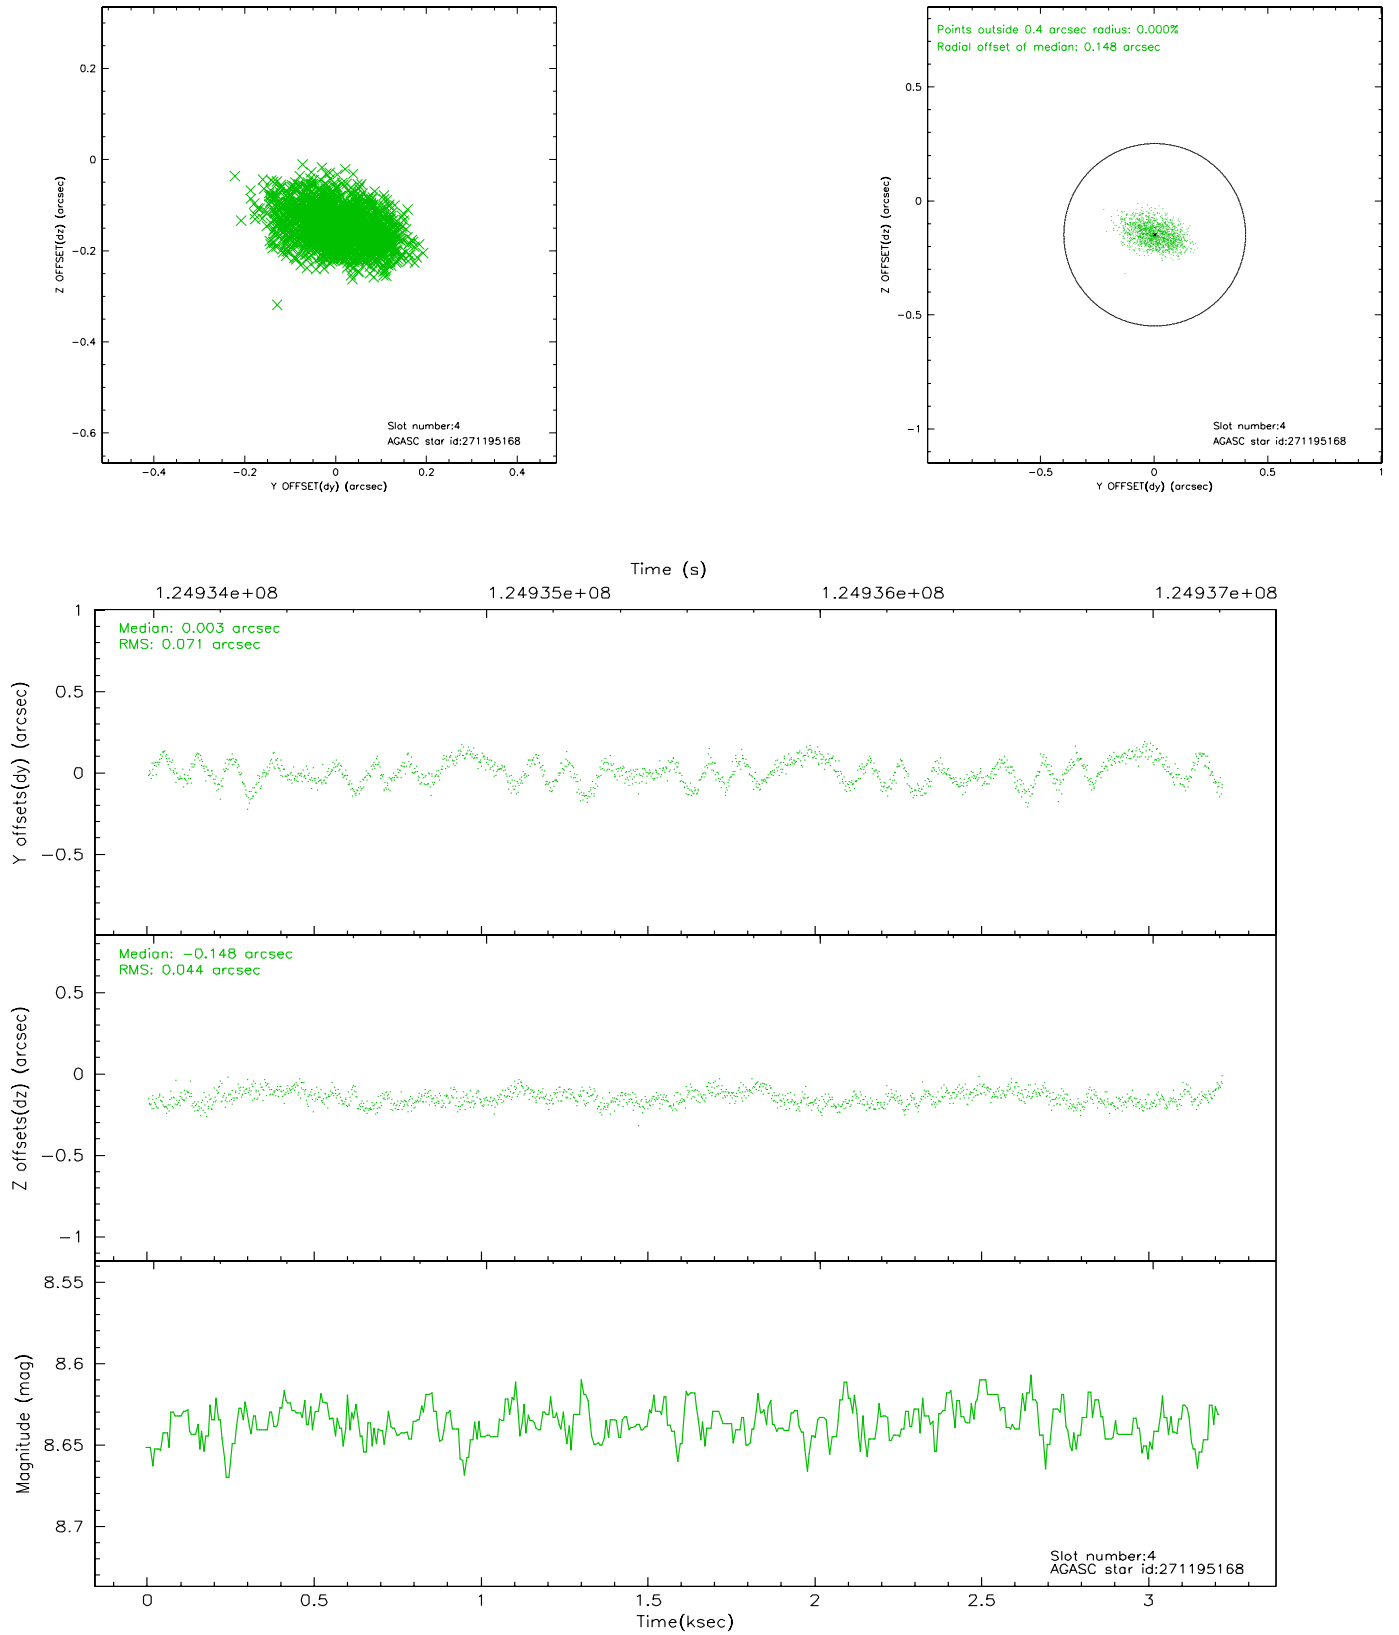 0.2
0
−0.2
−0.4
−0.6
Z OFFSET(dz) (arcsec)
Slot number:4
AGASC star id:271195168
−0.4
−0.2
0
0.2
0.4
Y OFFSET(dy) (arcsec)
Points outside 0.4 arcsec radius: 0.000%
Radial offset of median: 0.148 arcsec
0.5
0
−0.5
−1
Z OFFSET(dz) (arcsec)
Slot number:4
AGASC star id:271195168
−0.5
0
0.5
1
Y OFFSET(dy) (arcsec)
Time (s)
1.24934e+08
1.24935e+08
1.24936e+08
1.24937e+08
1
0.5
0
−0.5
Y offsets(dy) (arcsec)
Median: 0.003 arcsec
RMS: 0.071 arcsec
Median: −0.148 arcsec
RMS: 0.044 arcsec
0.5
0
−0.5
−1
Z offsets(dz) (arcsec)
8.55
8.6
8.65
8.7
Magnitude (mag)
Slot number:4
AGASC star id:271195168
0
0.5
1
1.5
2
2.5
3
Time(ksec)